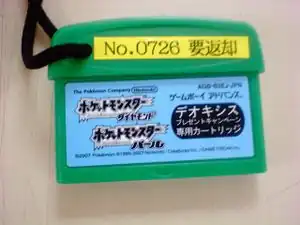 No.0726 要返却
The Pokémon Company Nintendo
ポケットモンスター
ダイヤモンド
ポケットモンスター
パール
ゲームボーイ アドバンス
デオキシス
プレゼントキャンペーン
専用カートリッジ